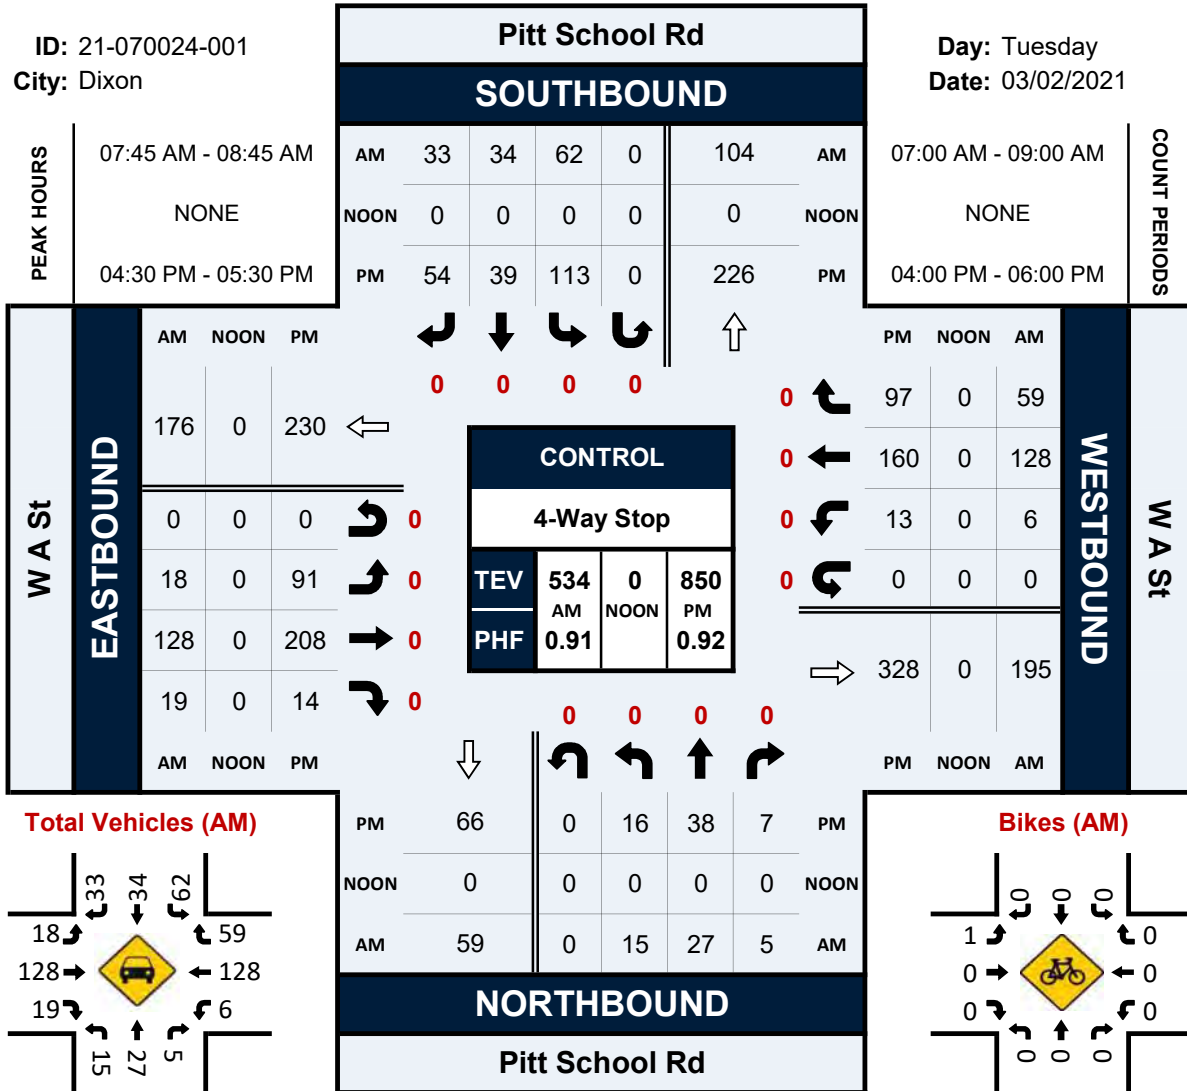 ID: 21-070024-001
City: Dixon
Pitt School Rd
SOUTHBOUND
Day: Tuesday
Date: 03/02/2021
PEAK HOURS
07:45 AM - 08:45 AM
NONE
04:30 PM - 05:30 PM
AM 33 34 62 0 104 AM
NOON 0 0 0 0 0 NOON
PM 54 39 113 0 226 PM
07:00 AM - 09:00 AM
NONE
04:00 PM - 06:00 PM
COUNT PERIODS
0 0 0 0
W A St
EASTBOUND
AM NOON PM
176 0 230
0 0 0 0
18 0 91 0
128 0 208 0
19 0 14 0
AM NOON PM
CONTROL
4-Way Stop
TEV 534 0 850
AM NOON PM
PHF 0.91 0.92
PM NOON AM
0 97 0 59
0 160 0 128
0 13 0 6
0 0 0 0
328 0 195
PM NOON AM
WESTBOUND
W A St
0 0 0 0
PM 66 0 16 38 7 PM
NOON 0 0 0 0 0 NOON
AM 59 0 15 27 5 AM
NORTHBOUND
Pitt School Rd
Total Vehicles (AM)
33 34 62
18 59
128 128
19 6
15 27 5
Bikes (AM)
0 0 0
1 0
0 0
0 0
0 0 0